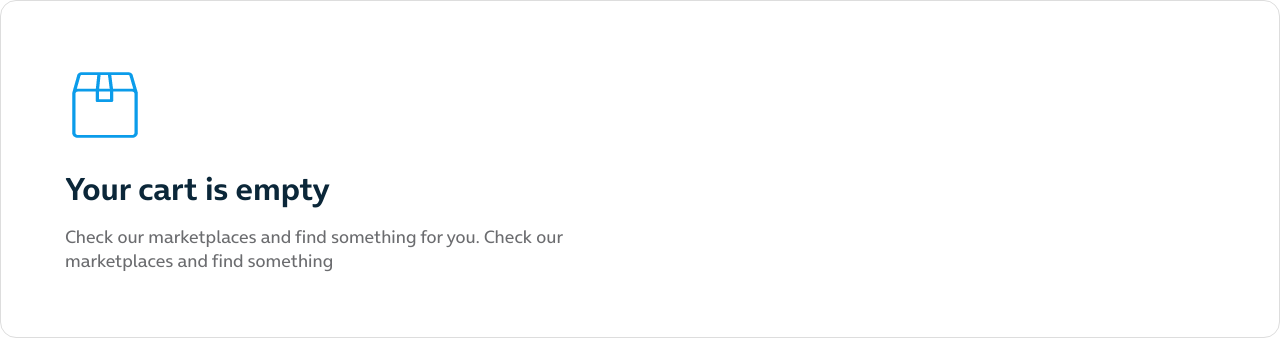 Your cart is empty
Check our marketplaces and find something for you. Check our
marketplaces and find something